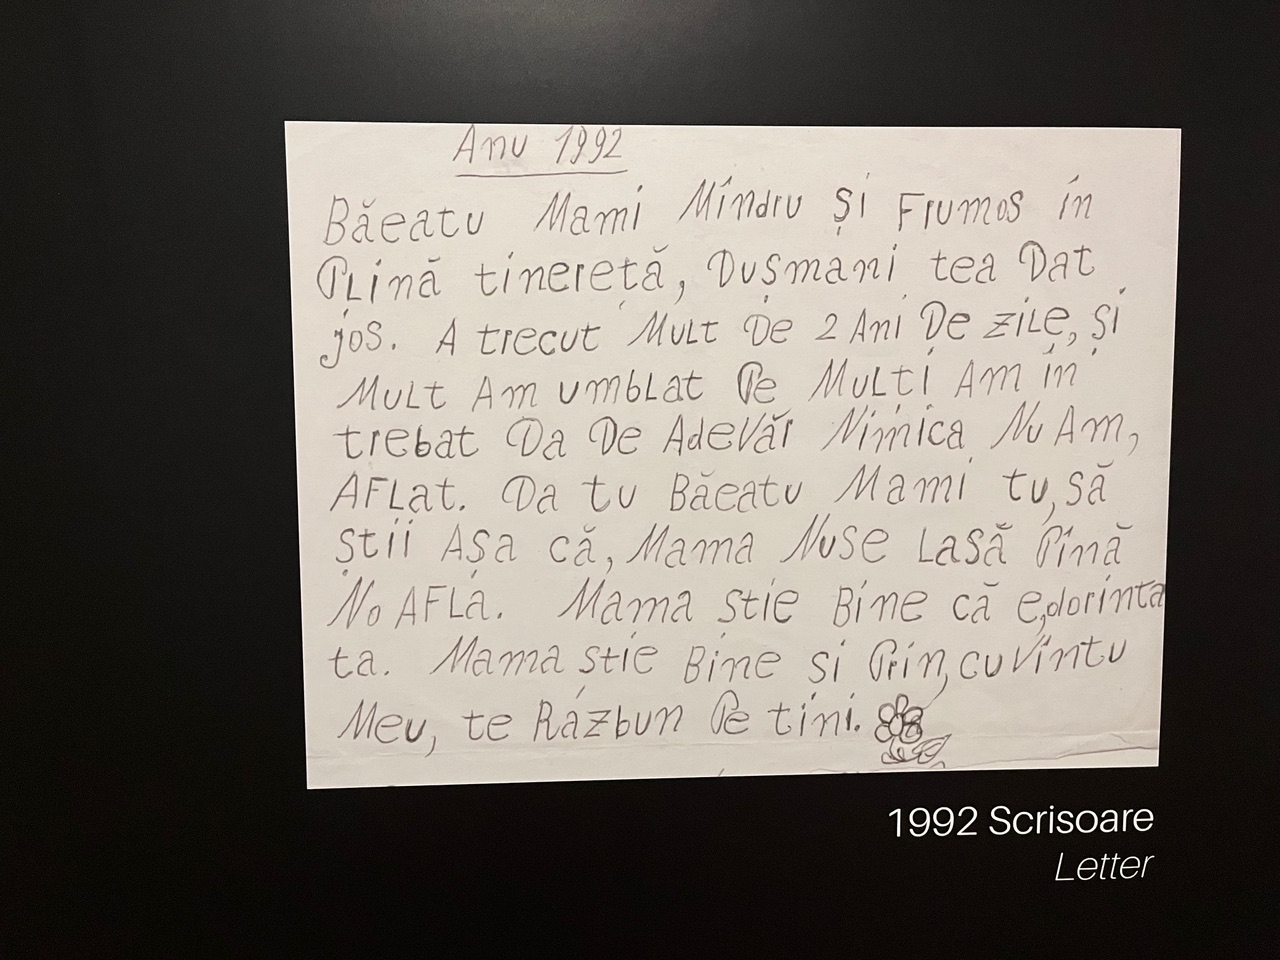 Anu 1992
Băeatu Mami Mîndru și Frumos în
Plină tinereță, Dușmani tea Dat
jos. A trecut Mult De 2 Ani De zile, și
Mult Am umblat Pe Mulți Am în
trebat Da De Adevăr Nimica Nu Am,
AFLat. Da tu Băeatu Mami tu, să
știi Așa că, Mama Nuse Lasă Pînă
No AFLa. Mama stie Bine că e, dorința
ta. Mama stie Bine si Prin, cuvîntu
Meu, te Răzbun Pe tini.
1992 Scrisoare
Letter